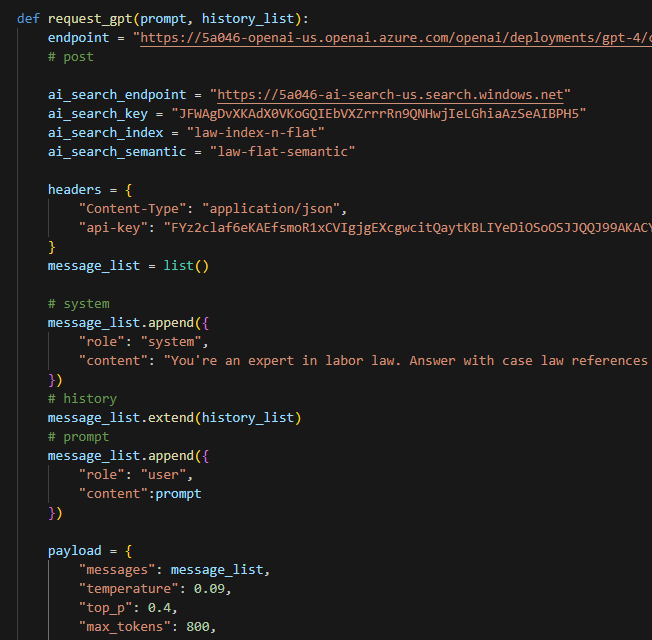 def request_gpt(prompt, history_list):
endpoint = "https://5a046-openai-us.openai.azure.com/openai/deployments/gpt-4/
# post
ai_search_endpoint = "https://5a046-ai-search-us.search.windows.net"
ai_search_key = "JFWAgDvXKAdX0VKoGQIEbVXZrrrRn9QNHwjIeLGhiaAzSeAIBPH5"
ai_search_index = "law-index-n-flat"
ai_search_semantic = "law-flat-semantic"
headers = {
"Content-Type": "application/json",
"api-key": "FYz2claf6eKAEfsmoR1xCVIgjgEXcgwcitQaytKBLIYeDiOSoOSJJQQJ99AKACY
}
message_list = list()
# system
message_list.append({
"role": "system",
"content": "You're an expert in labor law. Answer with case law references
})
# history
message_list.extend(history_list)
# prompt
message_list.append({
"role": "user",
"content":prompt
})
payload = {
"messages": message_list,
"temperature": 0.09,
"top_p": 0.4,
"max_tokens": 800,